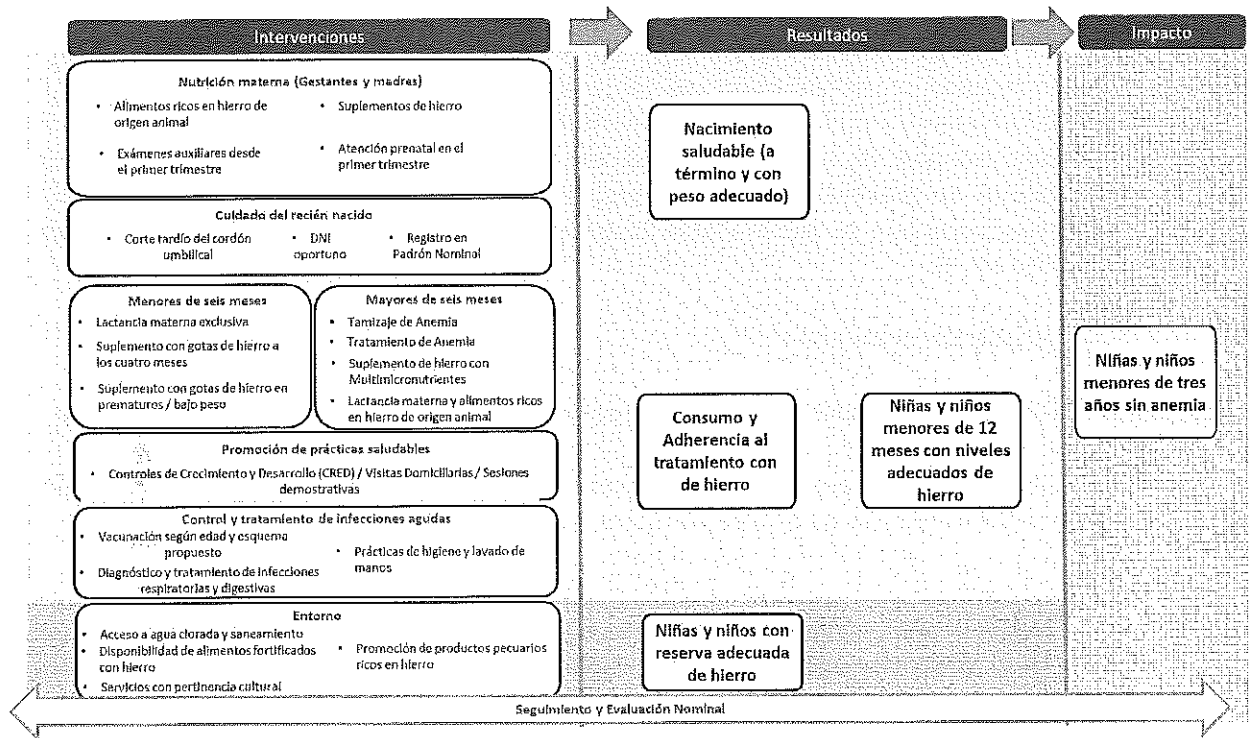 Intervenciones
Resultados
Impacto
Nutrición materna (Gestantes y madres)
• Alimentos ricos en hierro de
origen animal
• Suplementos de hierro
• Exámenes auxiliares desde
el primer trimestre
• Atención prenatal en el
primer trimestre
Cuidado del recién nacido
• Corte tardío del cordón
umbilical
• DNI
oportuno
• Registro en
Padrón Nominal
Menores de seis meses
• Lactancia materna exclusiva
• Suplemento con gotas de hierro a
los cuatro meses
• Suplemento con gotas de hierro en
prematures / bajo peso
Mayores de seis meses
• Tamizaje de Anemia
• Tratamiento de Anemia
• Suplemento de hierro con
Multimicronutrientes
• Lactancia materna y alimentos ricos
en hierro de origen animal
Promoción de prácticas saludables
• Controles de Crecimiento y Desarrollo (CRED) / Visitas Domiciliarias / Sesiones
demostrativas
Control y tratamiento de infecciones agudas
• Vacunación según edad y esquema
propuesto
• Prácticas de higiene y lavado de
manos
• Diagnóstico y tratamiento de infecciones
respiratorias y digestivas
Entorno
• Acceso a agua clorada y saneamiento
• Disponibilidad de alimentos fortificados
con hierro
• Promoción de productos pecuarios
ricos en hierro
• Servicios con pertinencia cultural
Nacimiento
saludable (a
término y con
peso adecuado)
Consumo y
Adherencia al
tratamiento con
de hierro
Niñas y niños
menores de 12
meses con niveles
adecuados de
hierro
Niñas y niños con
reserva adecuada
de hierro
Niñas y niños
menores de tres
años sin anemia
Seguimiento y Evaluación Nominal